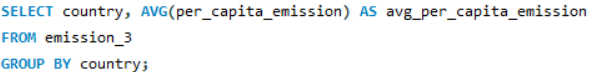 SELECT country, AVG(per_capita_emission) AS avg_per_capita_emission
FROM emission_3
GROUP BY country;